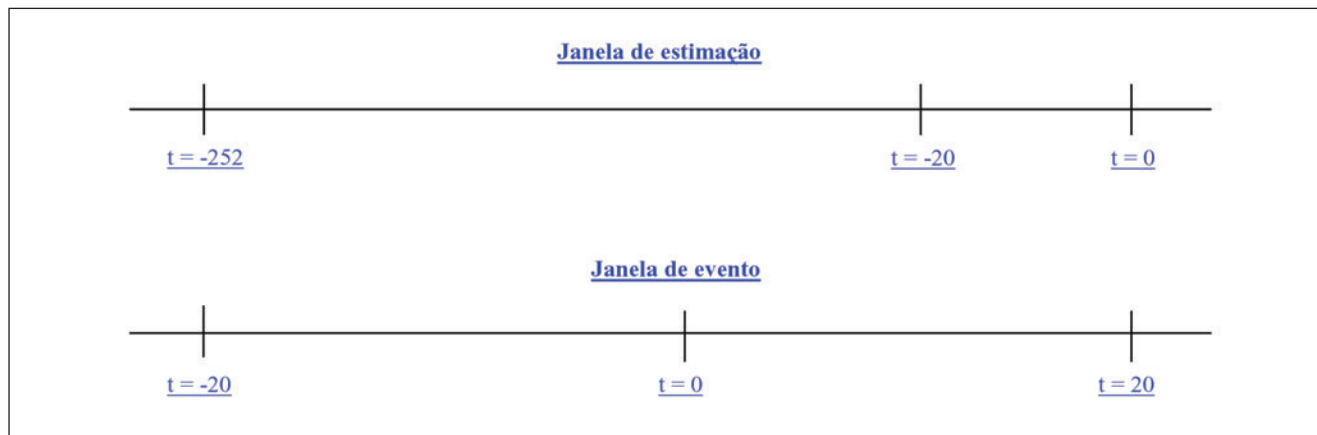 Janela de estimação
t = -252 t = -20 t = 0
Janela de evento
t = -20 t = 0 t = 20